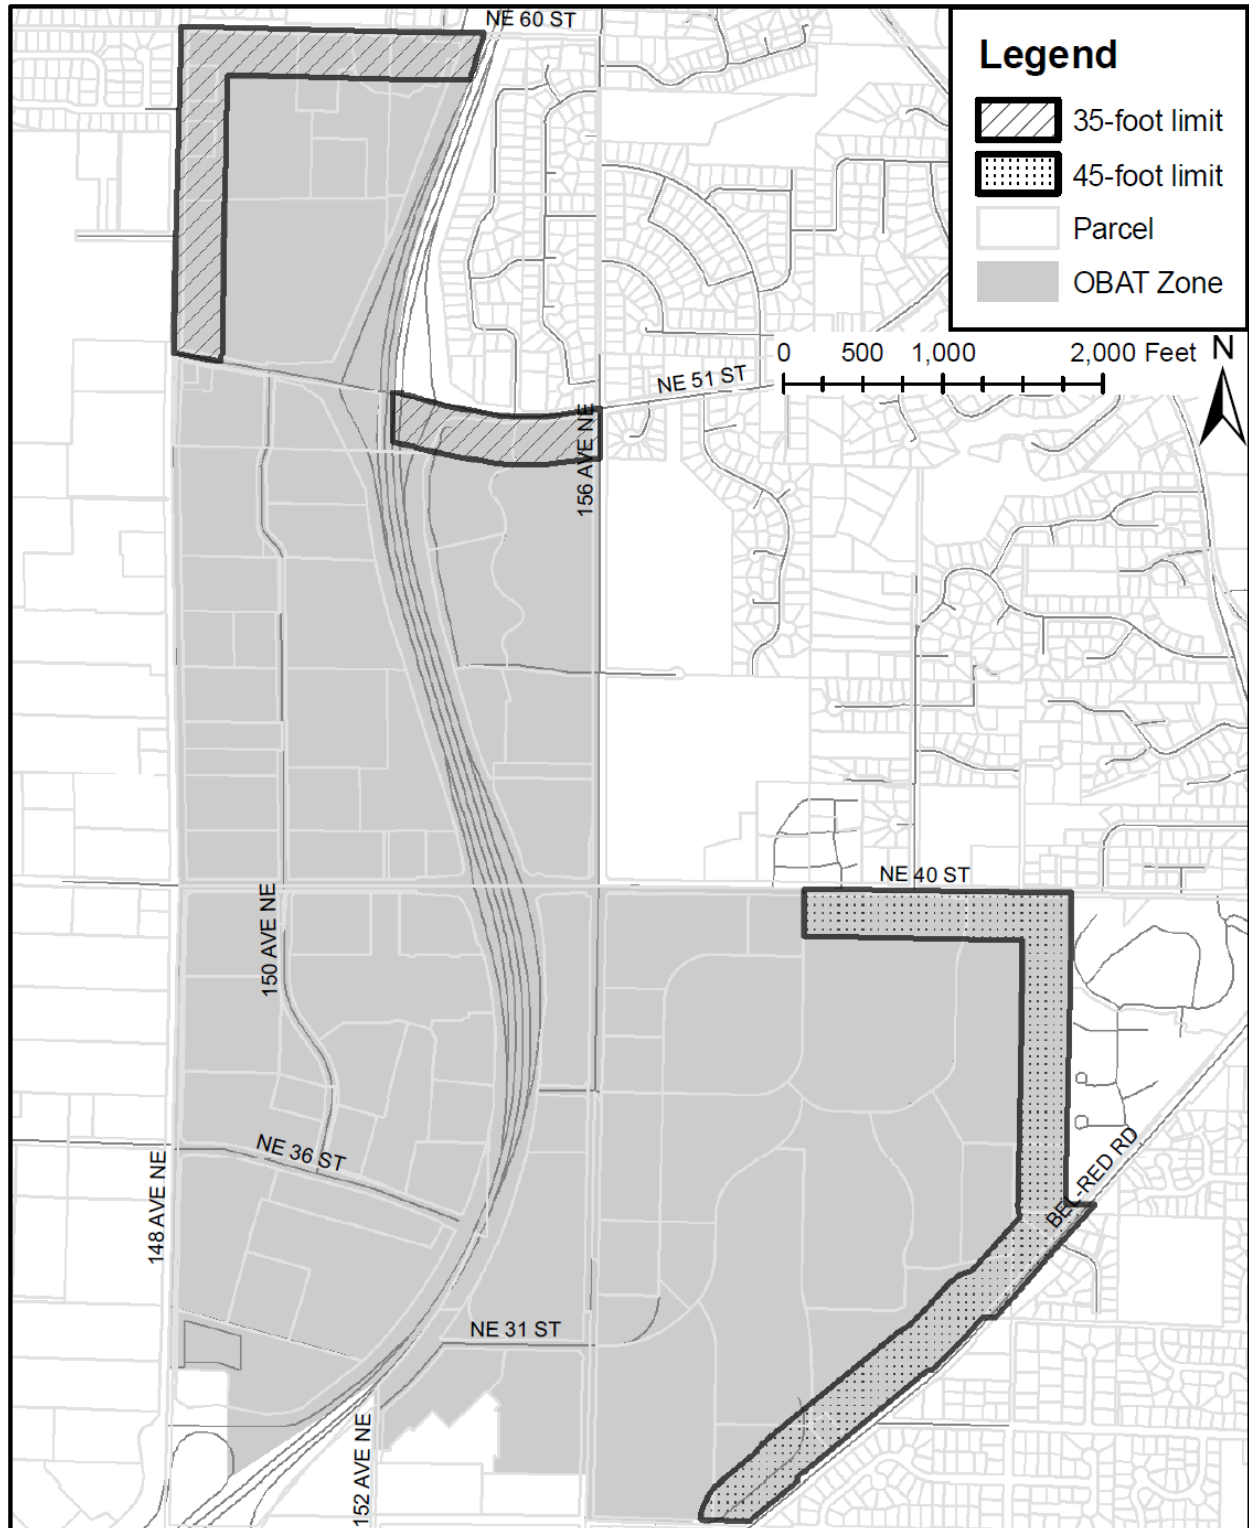 NE 60 ST
Legend
35-foot limit
45-foot limit
Parcel
OBAT Zone
0 500 1,000 2,000 Feet
N
NE 51 ST
156 AVE NE
NE 40 ST
150 AVE NE
NE 36 ST
148 AVE NE
BEL-RED RD
NE 31 ST
152 AVE NE